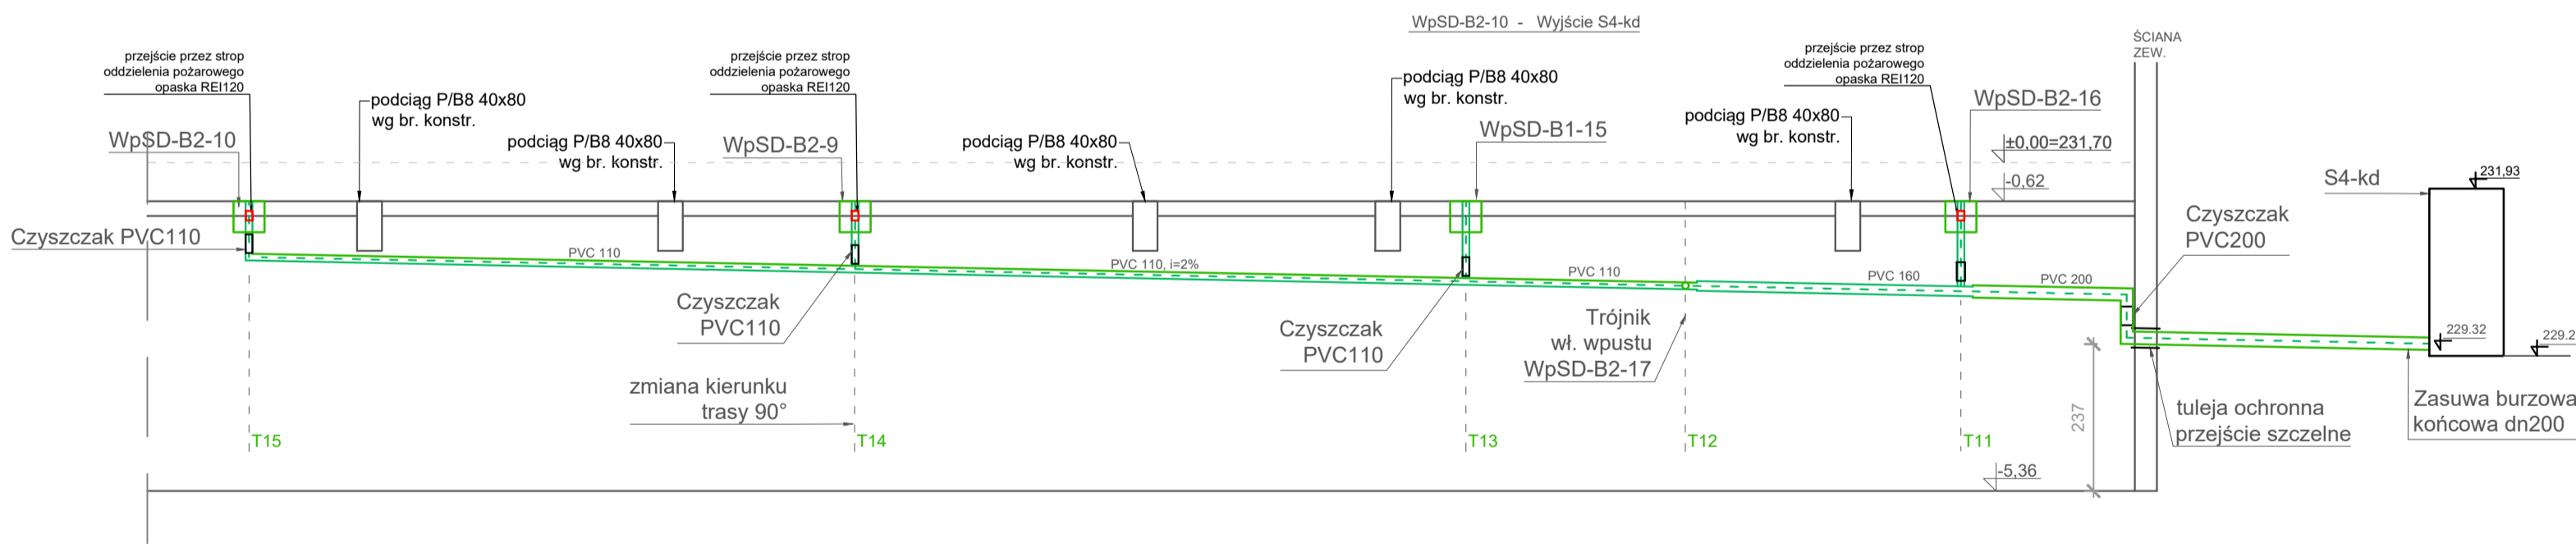 WpSD-B2-10 - Wyjście S4-kd
przejście przez strop
oddzielenia pożarowego
opaska REI120
podciąg P/B8 40x80
wg br. konstr.
WpSD-B2-10
podciąg P/B8 40x80
wg br. konstr.
przejście przez strop
oddzielenia pożarowego
opaska REI120
WpSD-B2-9
podciąg P/B8 40x80
wg br. konstr.
podciąg P/B8 40x80
wg br. konstr.
WpSD-B1-15
przejście przez strop
oddzielenia pożarowego
opaska REI120
podciąg P/B8 40x80
wg br. konstr.
WpSD-B2-16
ŚCIANA
ZEW.
±0,00=231,70
-0,62
S4-kd
231,93
Czyszczak PVC110
PVC 110
PVC 110, i=2%
PVC 110
PVC 160
PVC 200
Czyszczak
PVC200
Czyszczak
PVC110
Czyszczak
PVC110
Trójnik
wł. wpustu
WpSD-B2-17
229.32
229.2
zmiana kierunku
trasy 90°
237
tuleja ochronna
przejście szczelne
Zasuwa burzowa
końcowa dn200
T15
T14
T13
T12
T11
-5,36